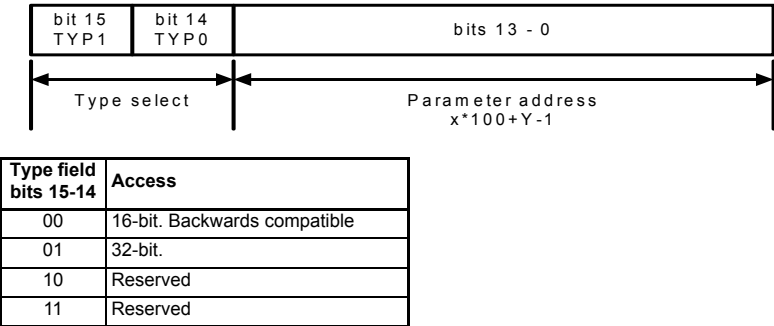 bit 15 bit 14 bits 13 - 0
TYP1 TYP0
Type select Parameter address
x*100+Y-1
Type field bits 15-14 Access
00 16-bit. Backwards compatible
01 32-bit.
10 Reserved
11 Reserved